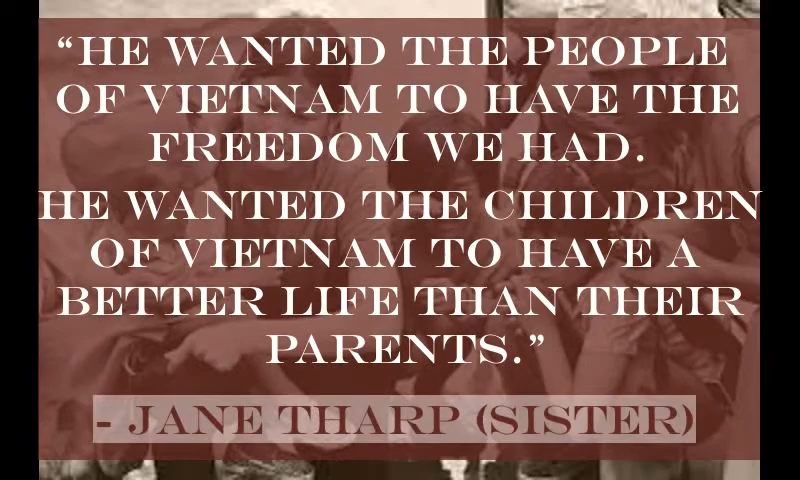 “HE WANTED THE PEOPLE
OF VIETNAM TO HAVE THE
FREEDOM WE HAD.
HE WANTED THE CHILDREN
OF VIETNAM TO HAVE A
BETTER LIFE THAN THEIR
PARENTS.”
- JANE THARP (SISTER)